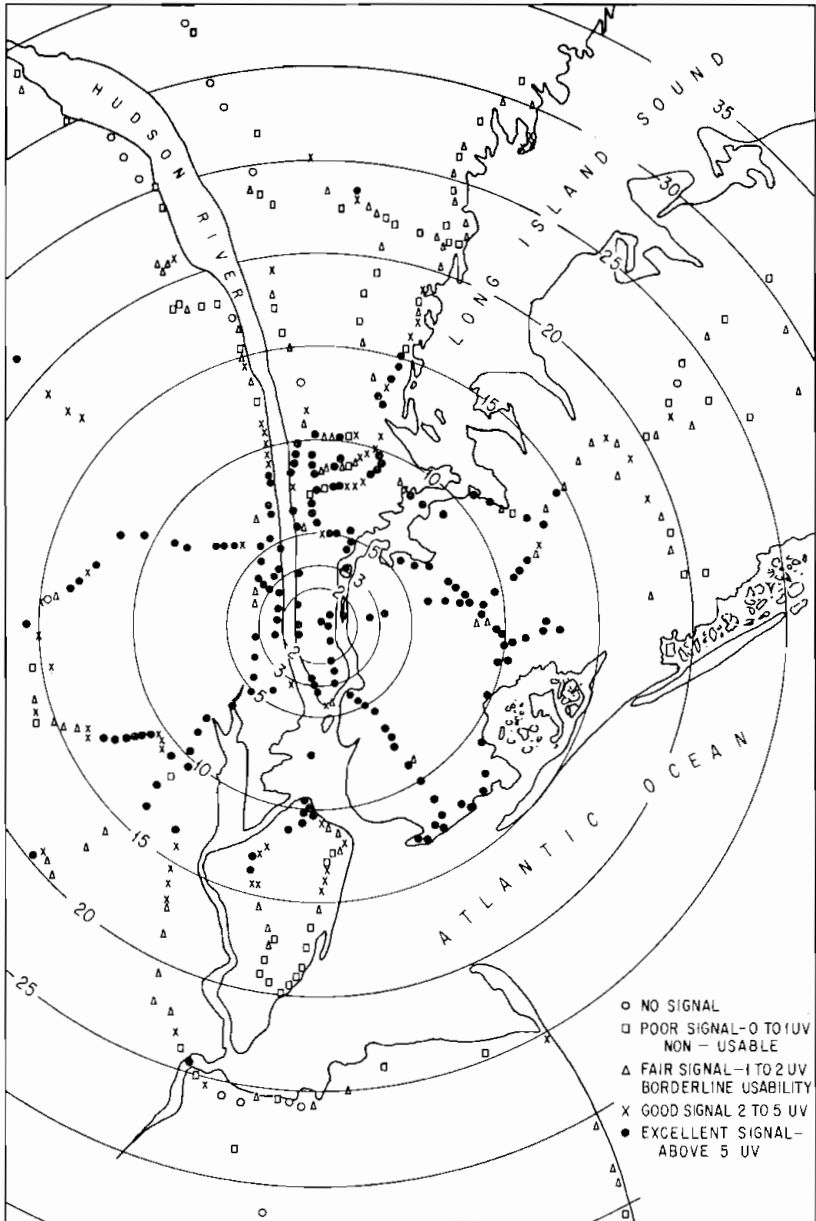 HUDSON RIVER
LONG ISLAND SOUND
35
30
25
20
15
10
5
3
2
2
3
5
10
15
20
25
ATLANTIC OCEAN
○ NO SIGNAL
□ POOR SIGNAL-0 TO 1 UV
NON - USABLE
△ FAIR SIGNAL-1 TO 2 UV
BORDERLINE USABILITY
X GOOD SIGNAL 2 TO 5 UV
● EXCELLENT SIGNAL-
ABOVE 5 UV